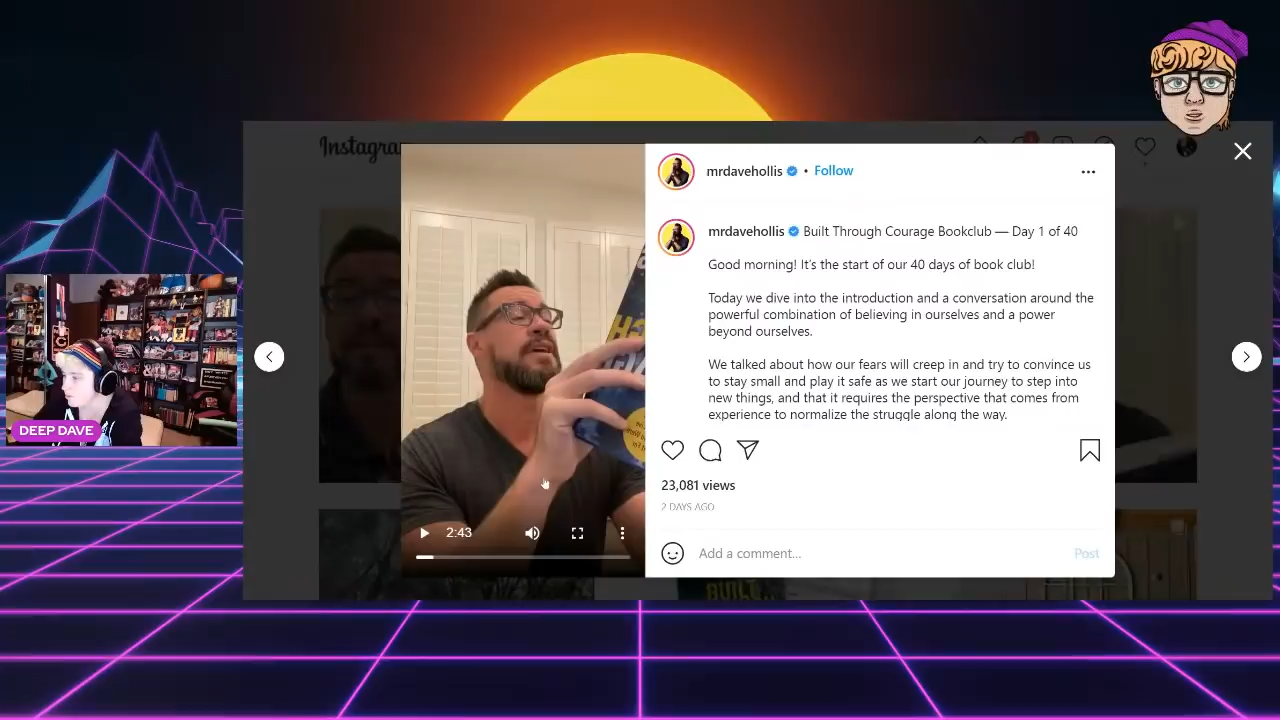 Instagra
mrdavehollis • Follow
mrdavehollis Built Through Courage Bookclub — Day 1 of 40
Good morning! It's the start of our 40 days of book club!
Today we dive into the introduction and a conversation around the
powerful combination of believing in ourselves and a power
beyond ourselves.
We talked about how our fears will creep in and try to convince us
to stay small and play it safe as we start our journey to step into
new things, and that it requires the perspective that comes from
experience to normalize the struggle along the way.
DEEP DAVE
23,081 views
2 DAYS AGO
2:43
Add a comment...
Post
BUILT